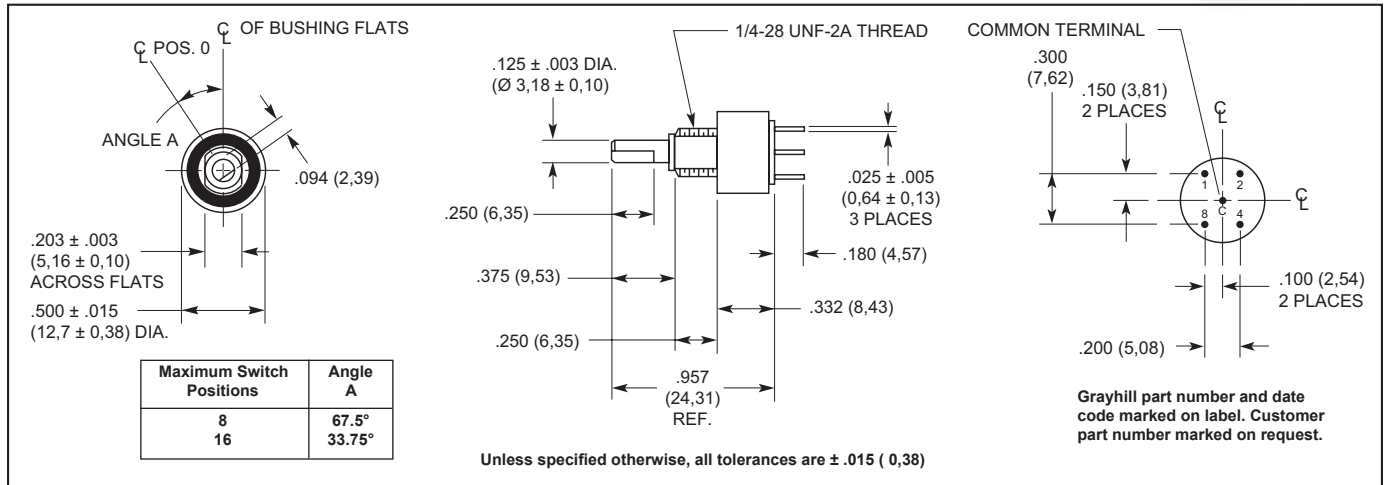 ℄ OF BUSHING FLATS
℄ POS. 0
ANGLE A
.094 (2,39)
.203 ± .003
(5,16 ± 0,10)
ACROSS FLATS
.500 ± .015
(12,7 ± 0,38) DIA.
Maximum Switch Positions
Angle A
8 67.5°
16 33.75°
1/4-28 UNF-2A THREAD
.125 ± .003 DIA.
(Ø 3,18 ± 0,10)
.025 ± .005
(0,64 ± 0,13)
3 PLACES
.250 (6,35)
.180 (4,57)
.375 (9,53)
.332 (8,43)
.250 (6,35)
.957
(24,31)
REF.
Unless specified otherwise, all tolerances are ± .015 ( 0,38)
COMMON TERMINAL
.300
(7,62)
.150 (3,81)
2 PLACES
℄
1 2
C
℄
8 4
.100 (2,54)
2 PLACES
.200 (5,08)
Grayhill part number and date
code marked on label. Customer
part number marked on request.